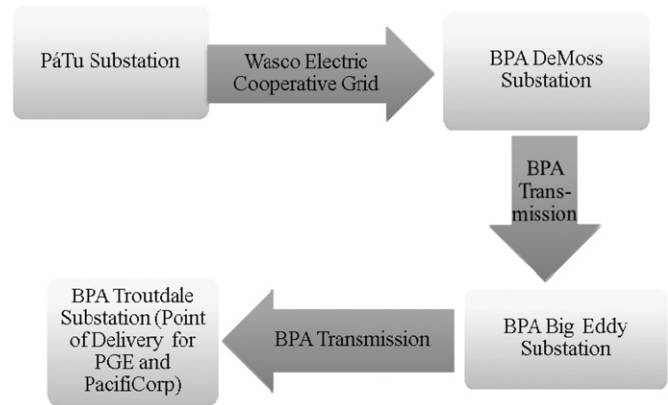 PáTu Substation
Wasco Electric
Cooperative Grid
BPA DeMoss
Substation
BPA
Trans-
mission
BPA Big Eddy
Substation
BPA Transmission
BPA Troutdale
Substation (Point
of Delivery for
PGE and
PacifiCorp)